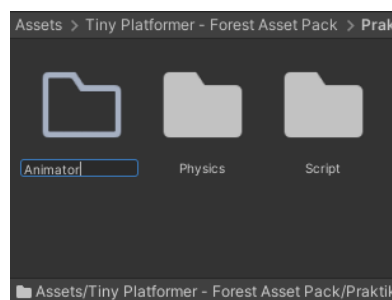 Assets > Tiny Platformer - Forest Asset Pack > Prak
Animator
Physics
Script
Assets/Tiny Platformer - Forest Asset Pack/Praktik